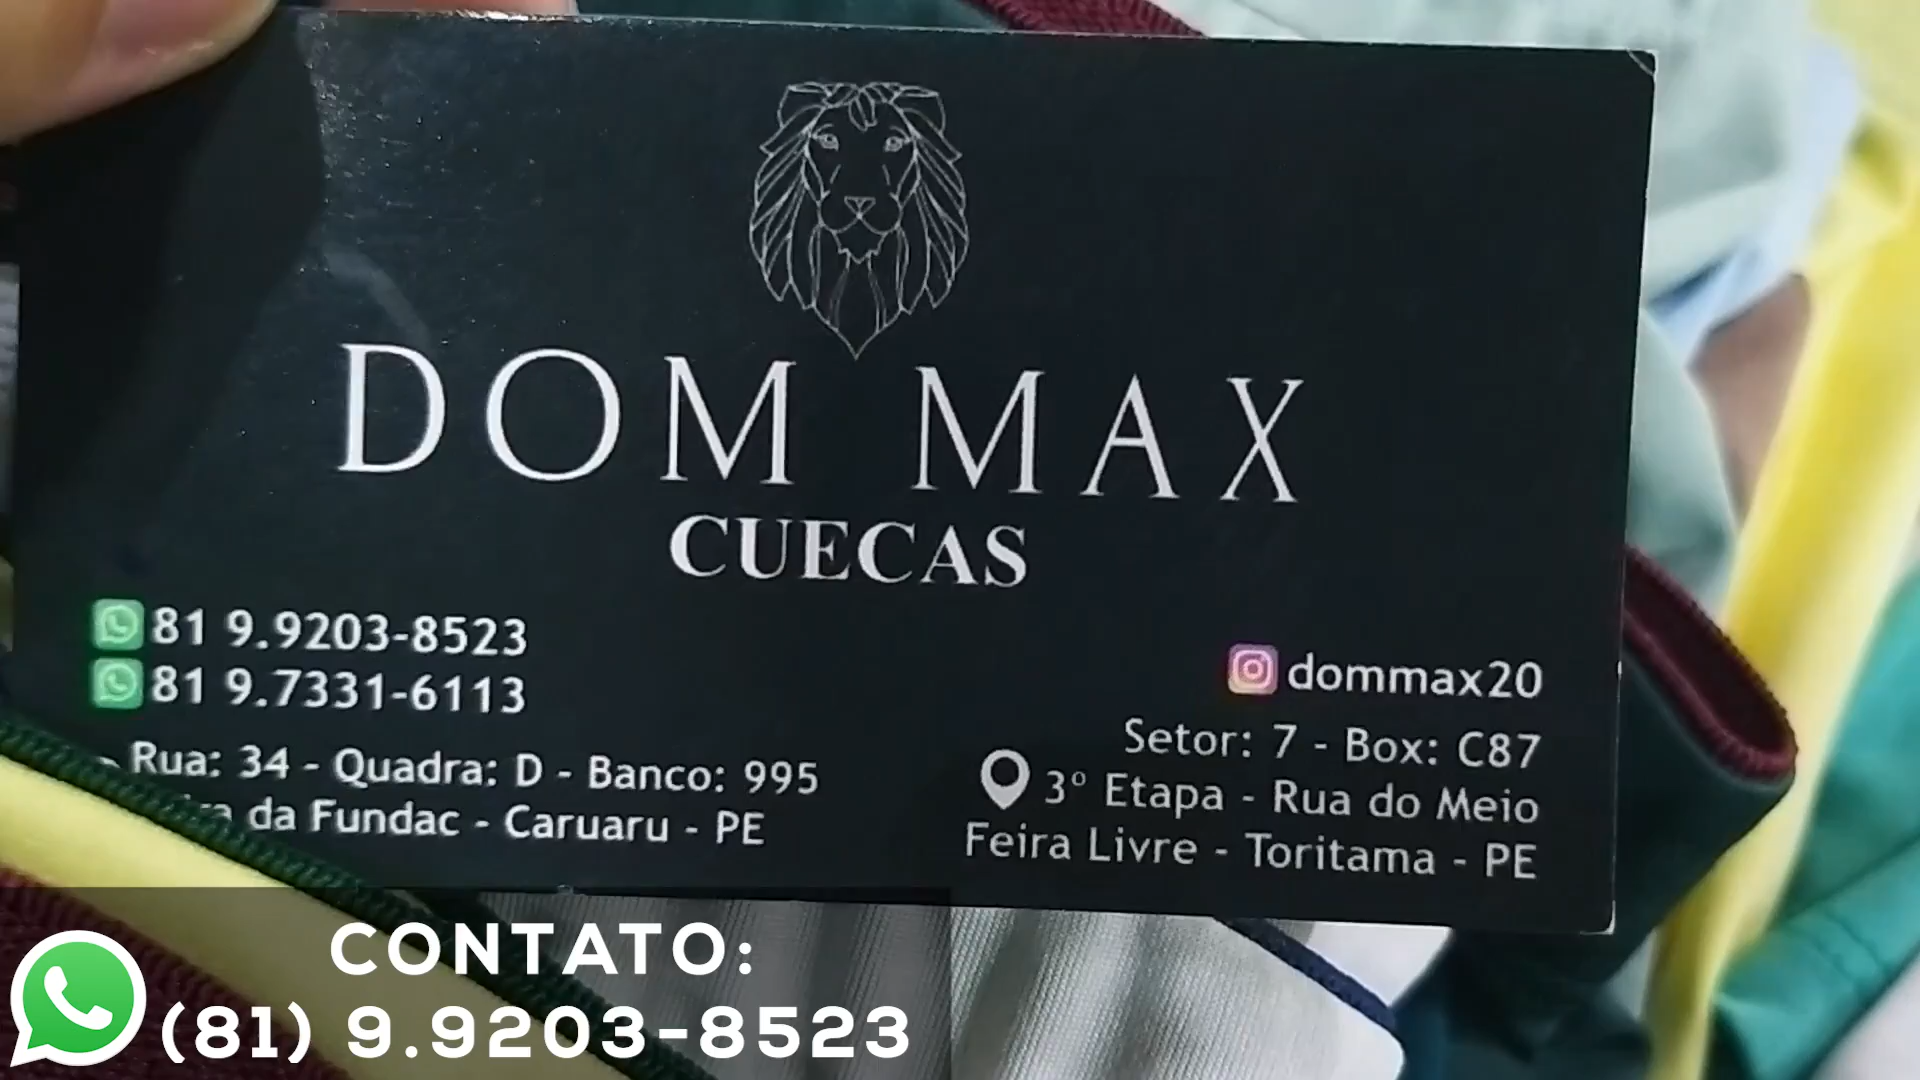 DOM MAX
CUECAS
81 9.9203-8523
81 9.7331-6113
Rua: 34 - Quadra: D - Banco: 995
da Fundac - Caruaru - PE
dommax20
Setor: 7 - Box: C87
3º Etapa - Rua do Meio
Feira Livre - Toritama - PE
CONTATO:
(81) 9.9203-8523